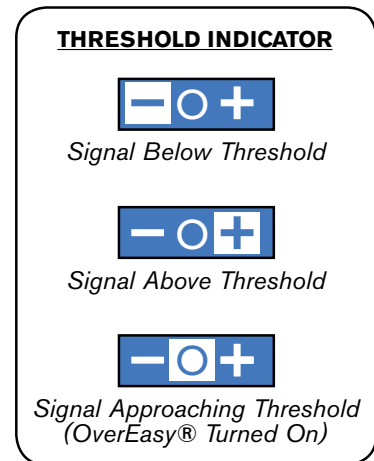 THRESHOLD INDICATOR
− O +
Signal Below Threshold
− O +
Signal Above Threshold
− O +
Signal Approaching Threshold
(OverEasy® Turned On)